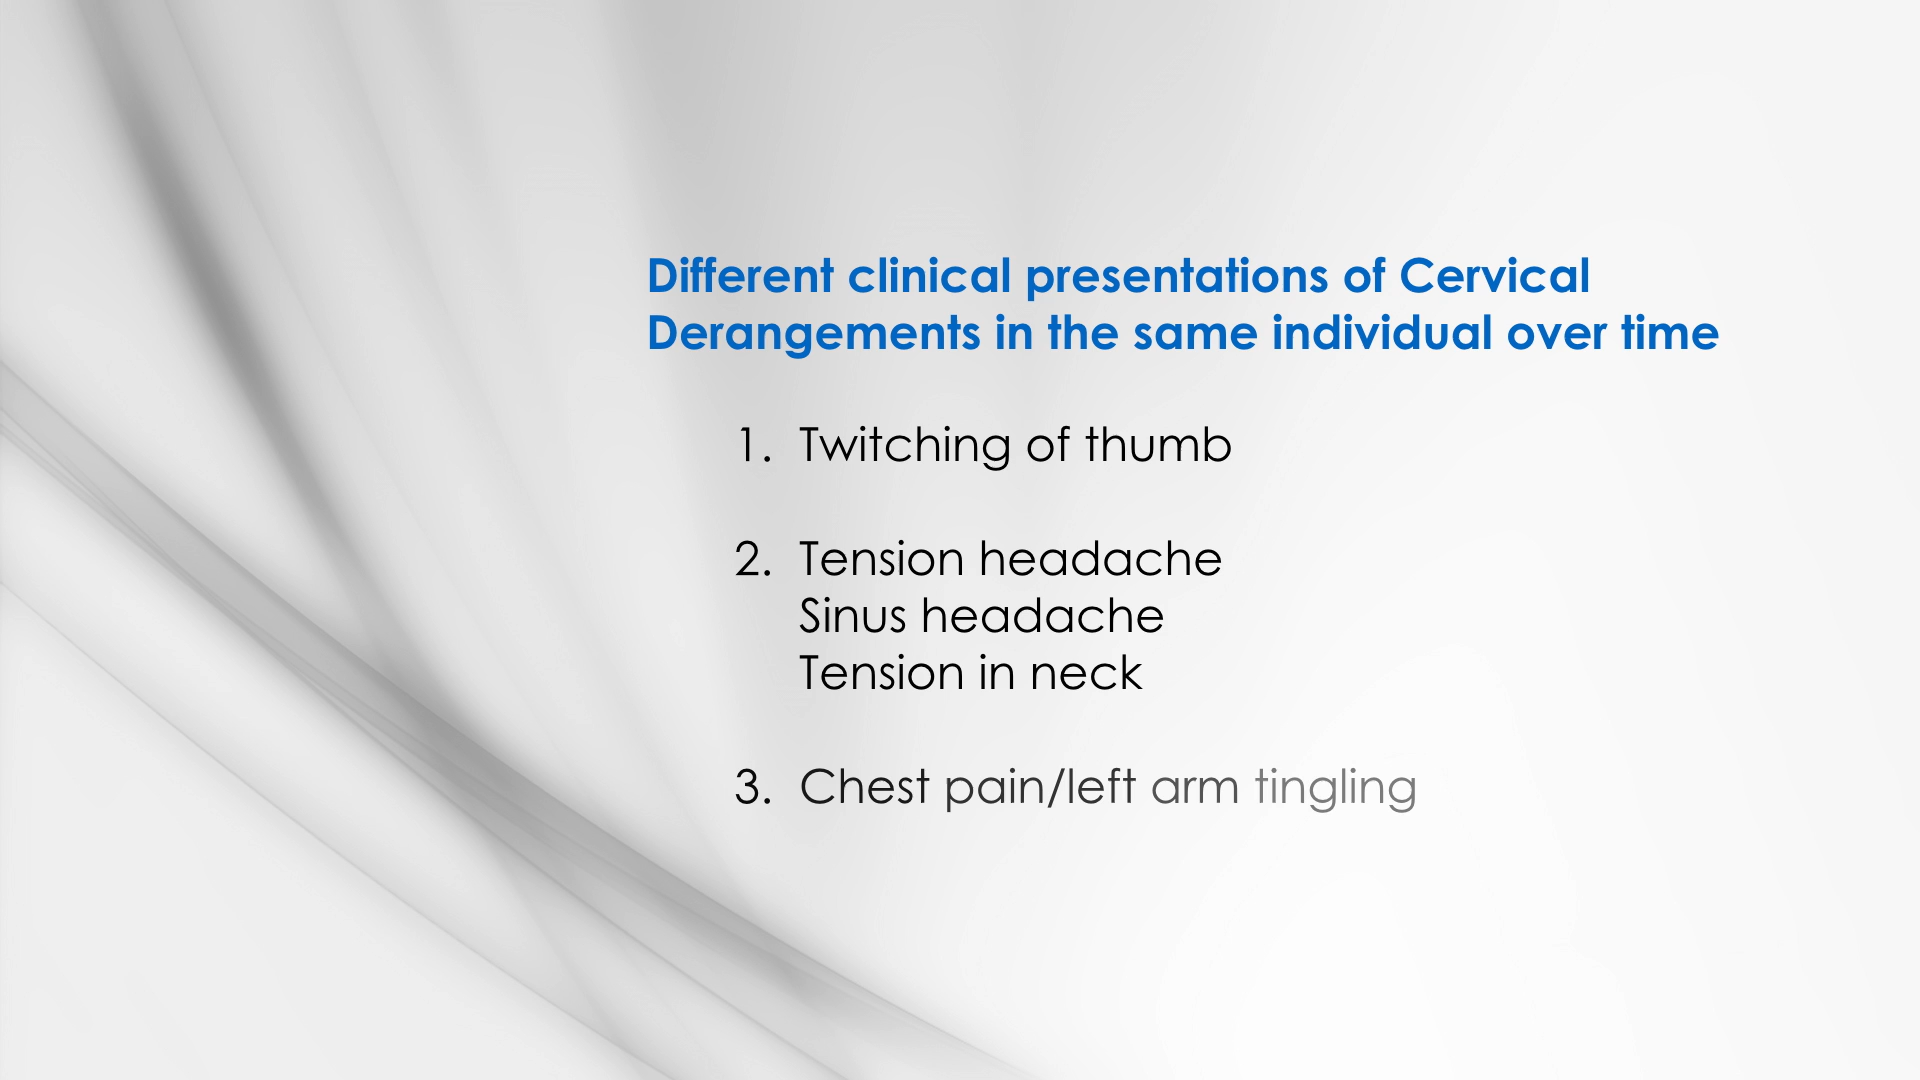 Different clinical presentations of Cervical
Derangements in the same individual over time
1. Twitching of thumb
2. Tension headache
Sinus headache
Tension in neck
3. Chest pain/left arm tingling